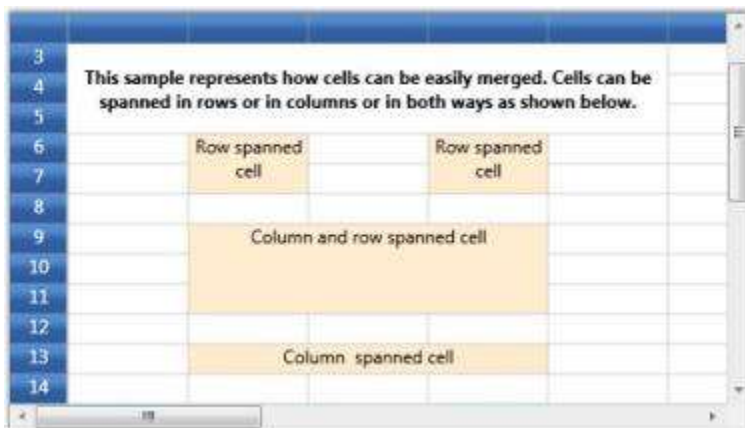 3
This sample represents how cells can be easily merged. Cells can be
4
spanned in rows or in columns or in both ways as shown below.
5
6 Row spanned Row spanned
7 cell cell
8
9 Column and row spanned cell
10
11
12
13 Column spanned cell
14